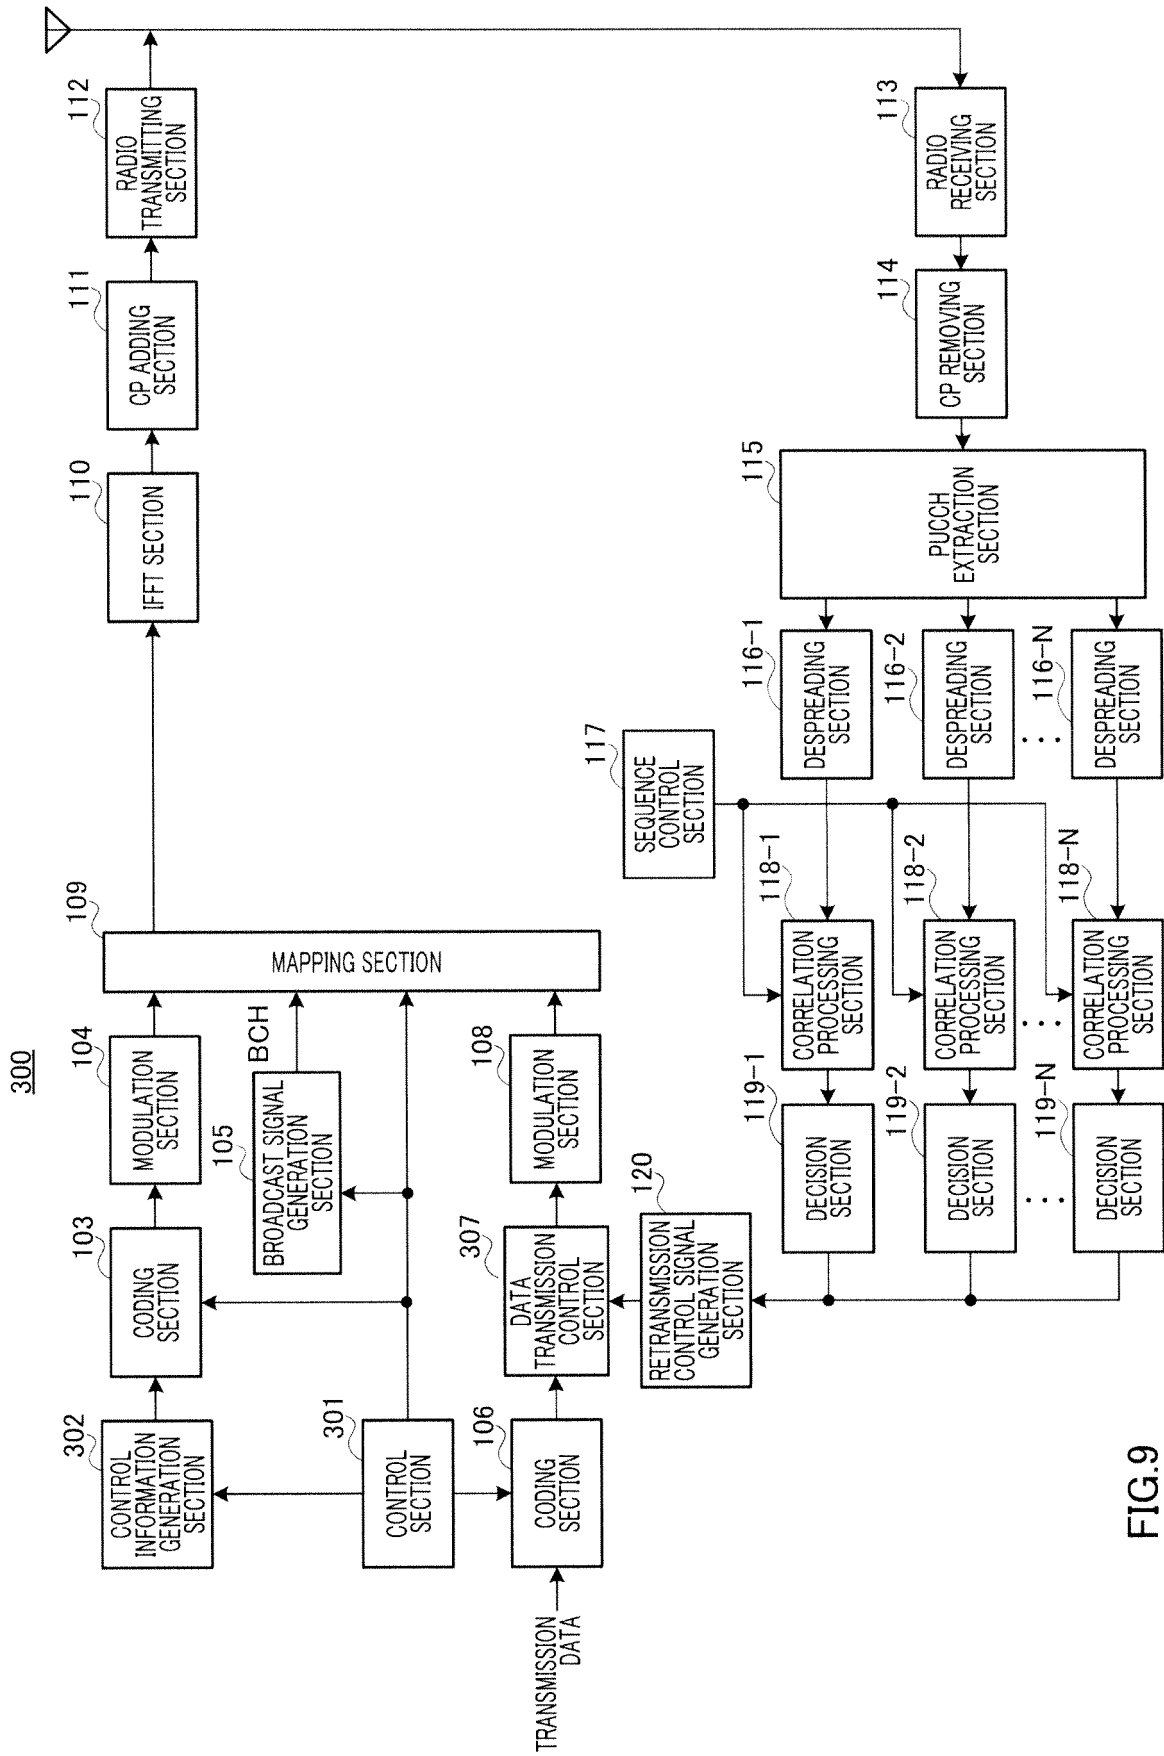 300
302
CONTROL
INFORMATION
GENERATION
SECTION
103
CODING
SECTION
104
MODULATION
SECTION
109
MAPPING SECTION
110
IFFT SECTION
111
CP ADDING
SECTION
112
RADIO
TRANSMITTING
SECTION
105
BROADCAST SIGNAL
GENERATION
SECTION
BCH
301
CONTROL
SECTION
TRANSMISSION
DATA
106
CODING
SECTION
307
DATA
TRANSMISSION
CONTROL
SECTION
108
MODULATION
SECTION
120
RETRANSMISSION
CONTROL SIGNAL
GENERATION
SECTION
117
SEQUENCE
CONTROL
SECTION
119-1
DECISION
SECTION
118-1
CORRELATION
PROCESSING
SECTION
116-1
DESPREADING
SECTION
115
PUCCH
EXTRACTION
SECTION
114
CP REMOVING
SECTION
113
RADIO
RECEIVING
SECTION
119-2
DECISION
SECTION
118-2
CORRELATION
PROCESSING
SECTION
116-2
DESPREADING
SECTION
...
...
...
119-N
DECISION
SECTION
118-N
CORRELATION
PROCESSING
SECTION
116-N
DESPREADING
SECTION
FIG.9